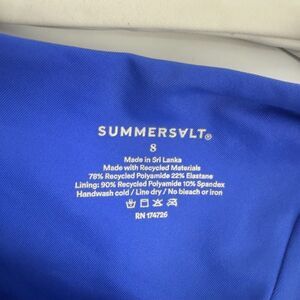 SUMMERSALT®
8
Made in Sri Lanka
Made with Recycled Materials
78% Recycled Polyamide 22% Elastane
Lining: 90% Recycled Polyamide 10% Spandex
Handwash cold / Line dry / No bleach or iron
RN 174726